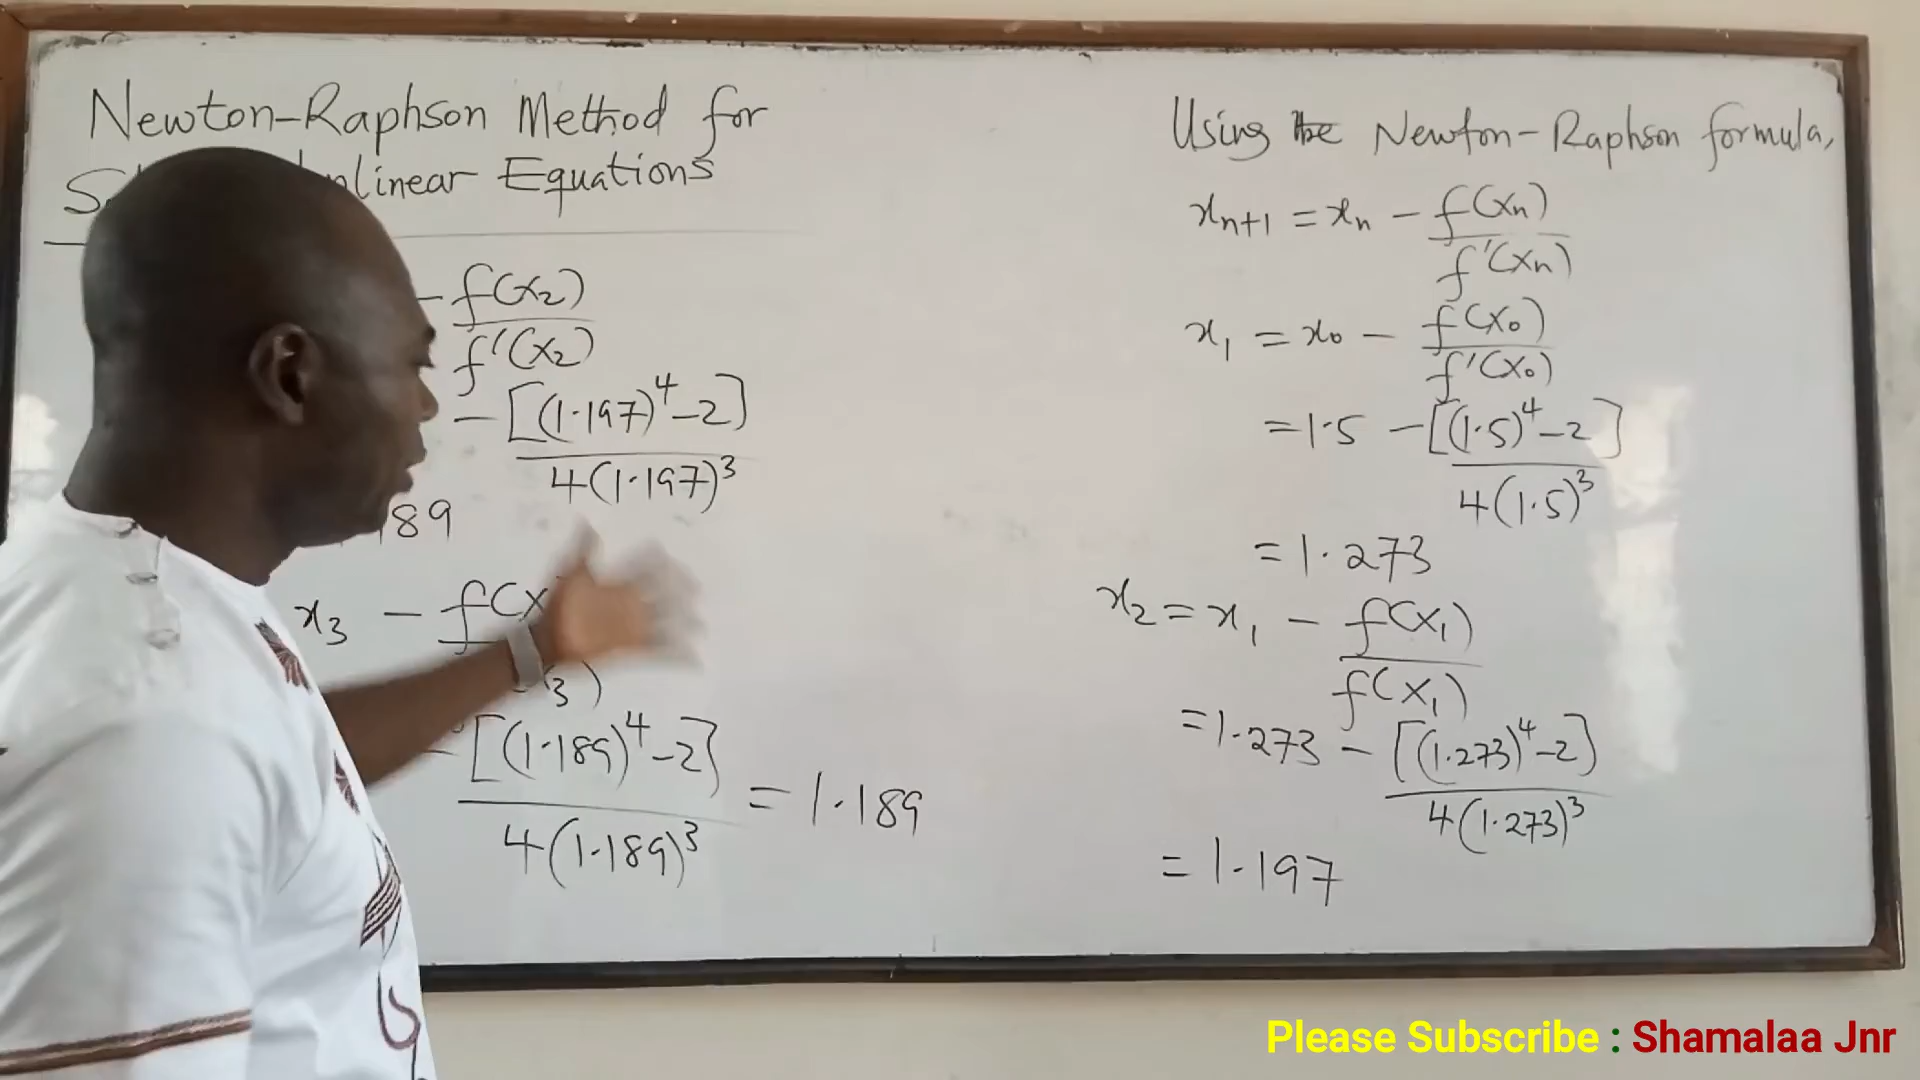 Newton-Raphson Method for
linear Equations
- f(x₂)
f'(x₂)
- [(1.197)⁴-2]
4(1.197)³
89
x₃ - f(x
3)
- [(1.189)⁴-2]
4(1.189)³
= 1.189
Using the Newton-Raphson formula,
xₙ₊₁ = xₙ - f(xₙ)
f'(xₙ)
x₁ = x₀ - f(x₀)
f'(x₀)
= 1.5 - [(1.5)⁴-2]
4(1.5)³
= 1.273
x₂ = x₁ - f(x₁)
f(x₁)
= 1.273 - [(1.273)⁴-2]
4(1.273)³
= 1.197
Please Subscribe : Shamalaa Jnr